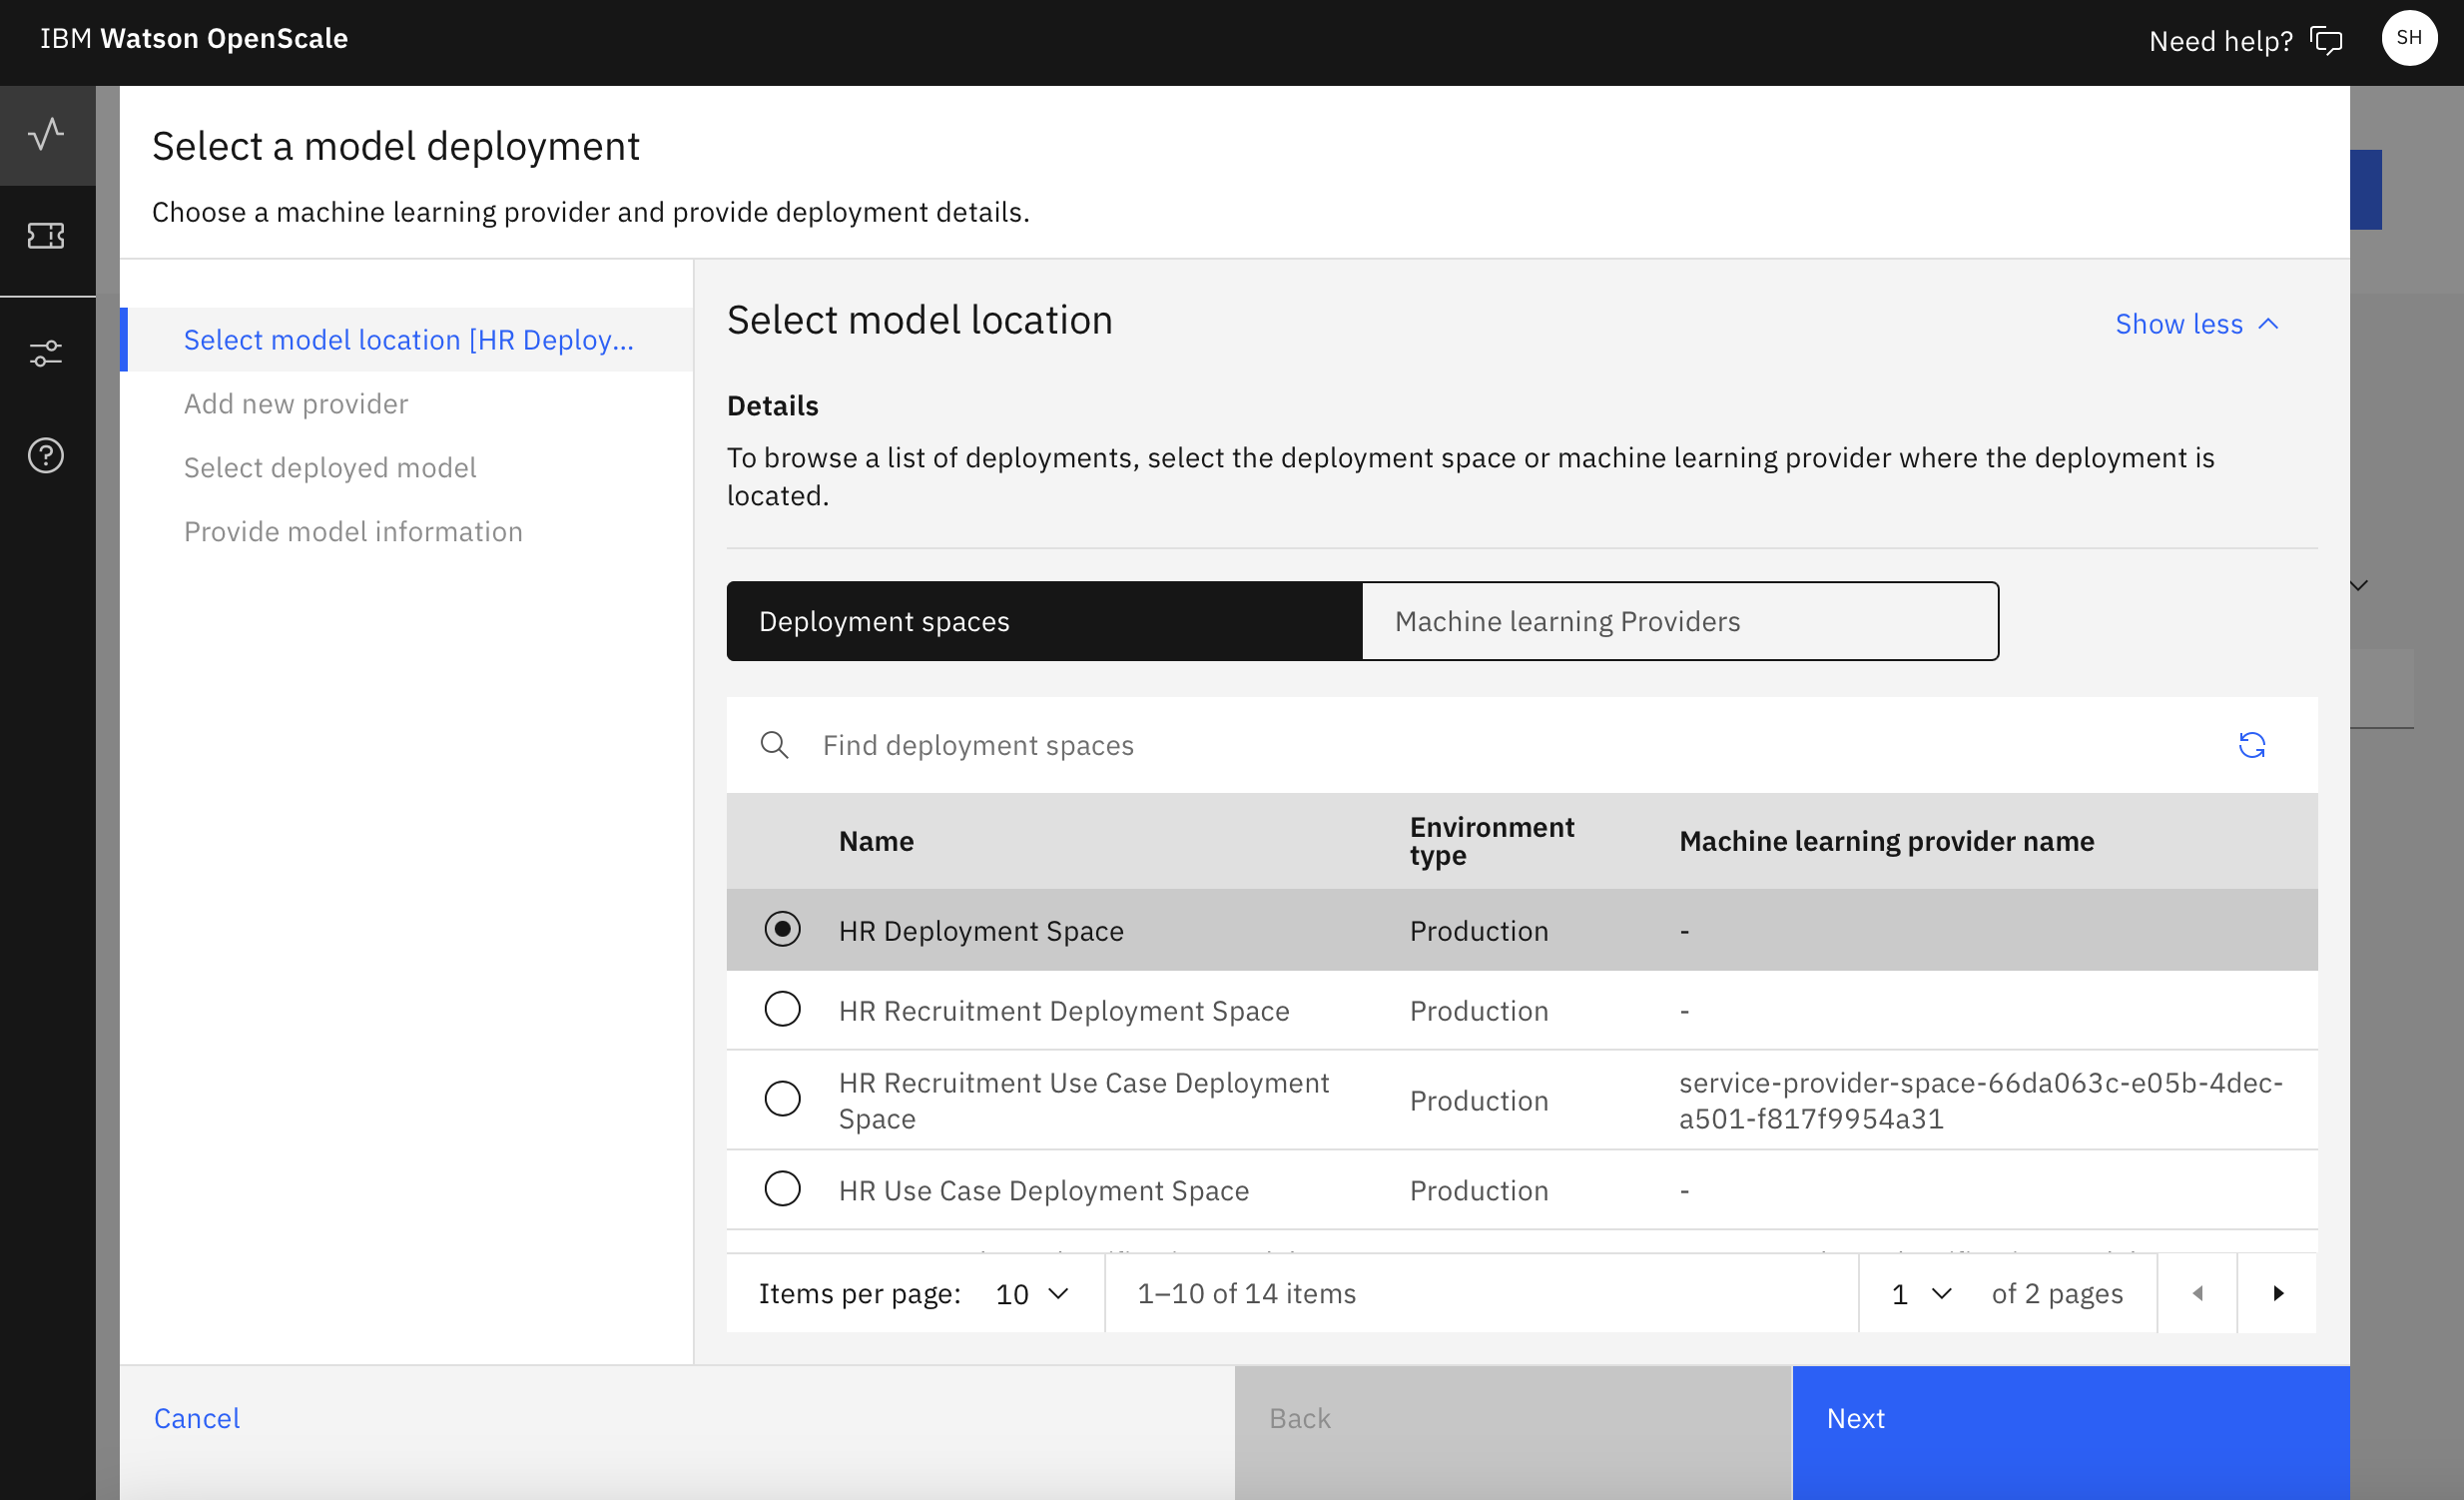 IBM Watson OpenScale
Need help?
SH
Select a model deployment
Choose a machine learning provider and provide deployment details.
Select model location [HR Deploy...
Add new provider
Select deployed model
Provide model information
Select model location
Show less
Details
To browse a list of deployments, select the deployment space or machine learning provider where the deployment is
located.
Deployment spaces
Machine learning Providers
Find deployment spaces
Name
Environment
type
Machine learning provider name
HR Deployment Space
Production
-
HR Recruitment Deployment Space
Production
-
HR Recruitment Use Case Deployment
Space
Production
service-provider-space-66da063c-e05b-4dec-
a501-f817f9954a31
HR Use Case Deployment Space
Production
-
Items per page:
10
1–10 of 14 items
1
of 2 pages
Cancel
Back
Next